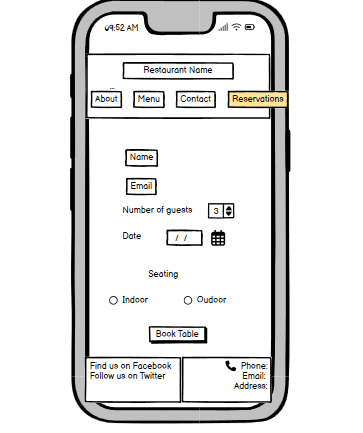 09:52 AM
Restaurant Name
About Menu Contact Reservations
Name
Email
Number of guests 3
Date / /
Seating
Indoor Oudoor
Book Table
Find us on Facebook
Follow us on Twitter
Phone:
Email:
Address: